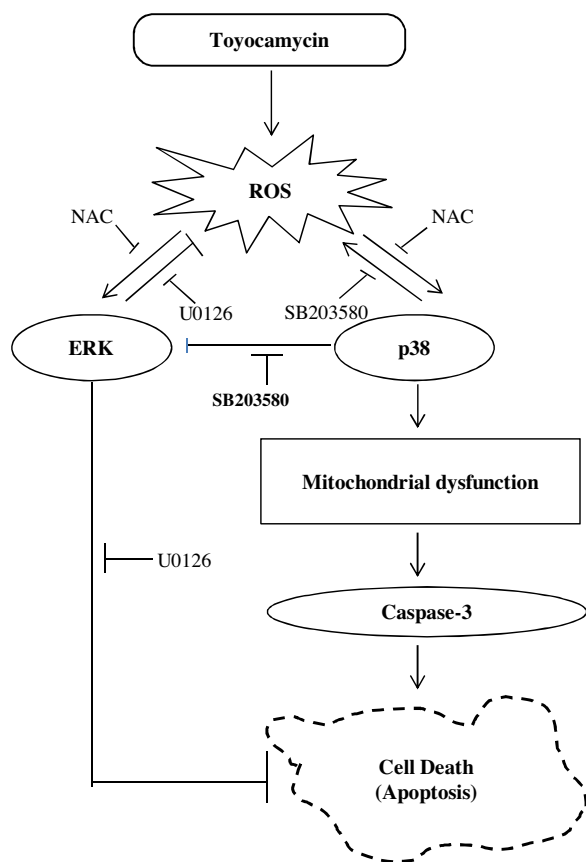 Toyocamycin
ROS
NAC
NAC
U0126
SB203580
ERK
p38
SB203580
Mitochondrial dysfunction
U0126
Caspase-3
Cell Death
(Apoptosis)